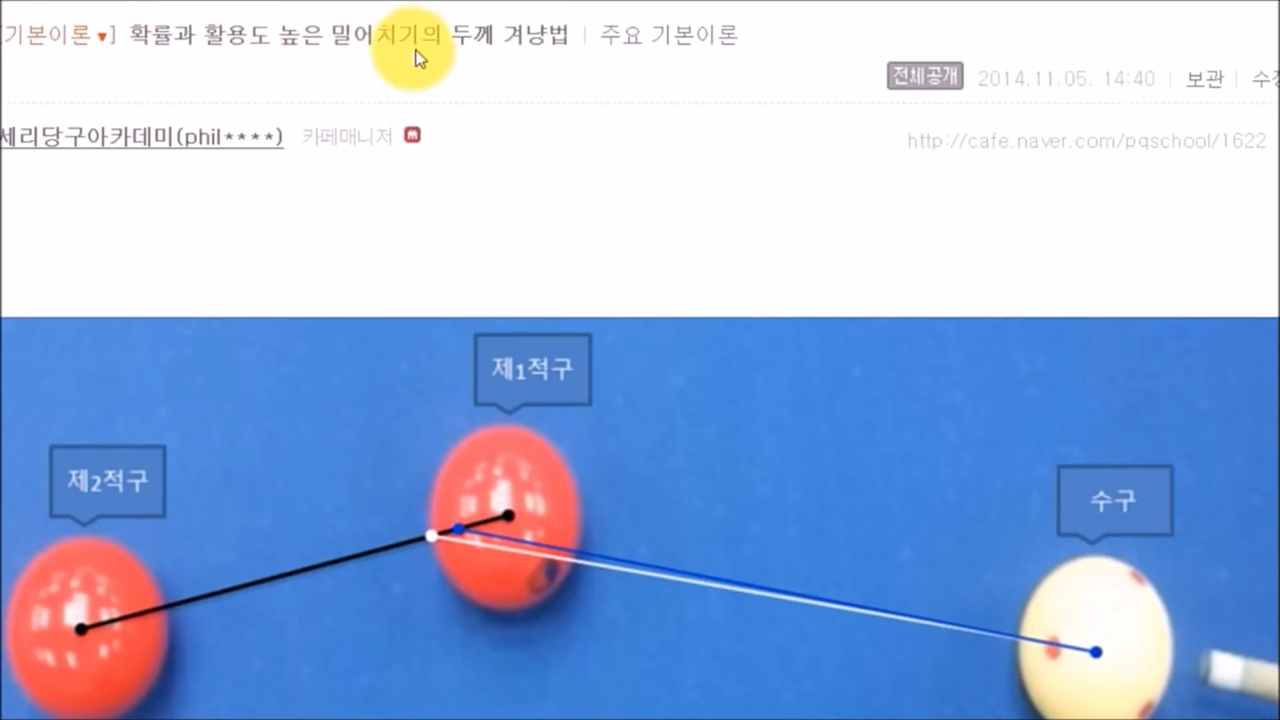 기본이론▼] 확률과 활용도 높은 밀어치기의 두께 겨냥법 | 주요 기본이론
전체공개 2014.11.05. 14:40 | 보관 |
세리당구아카데미(phil****) 카페매니저
http://cafe.naver.com/pqschool/1622
제1적구
제2적구
수구